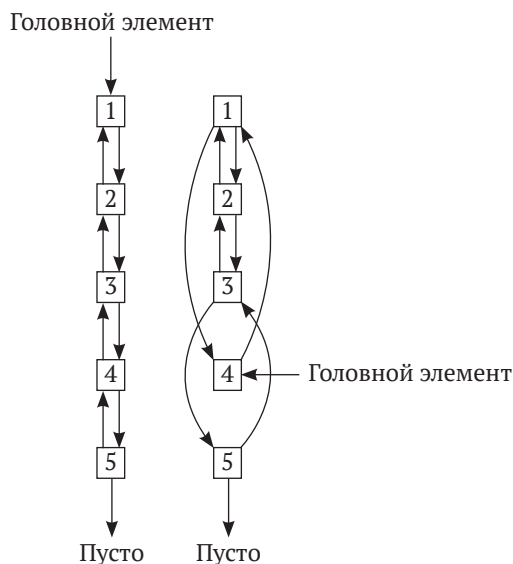 Головной элемент
1 1
2 2
3 3
4 4 Головной элемент
5 5
Пусто Пусто